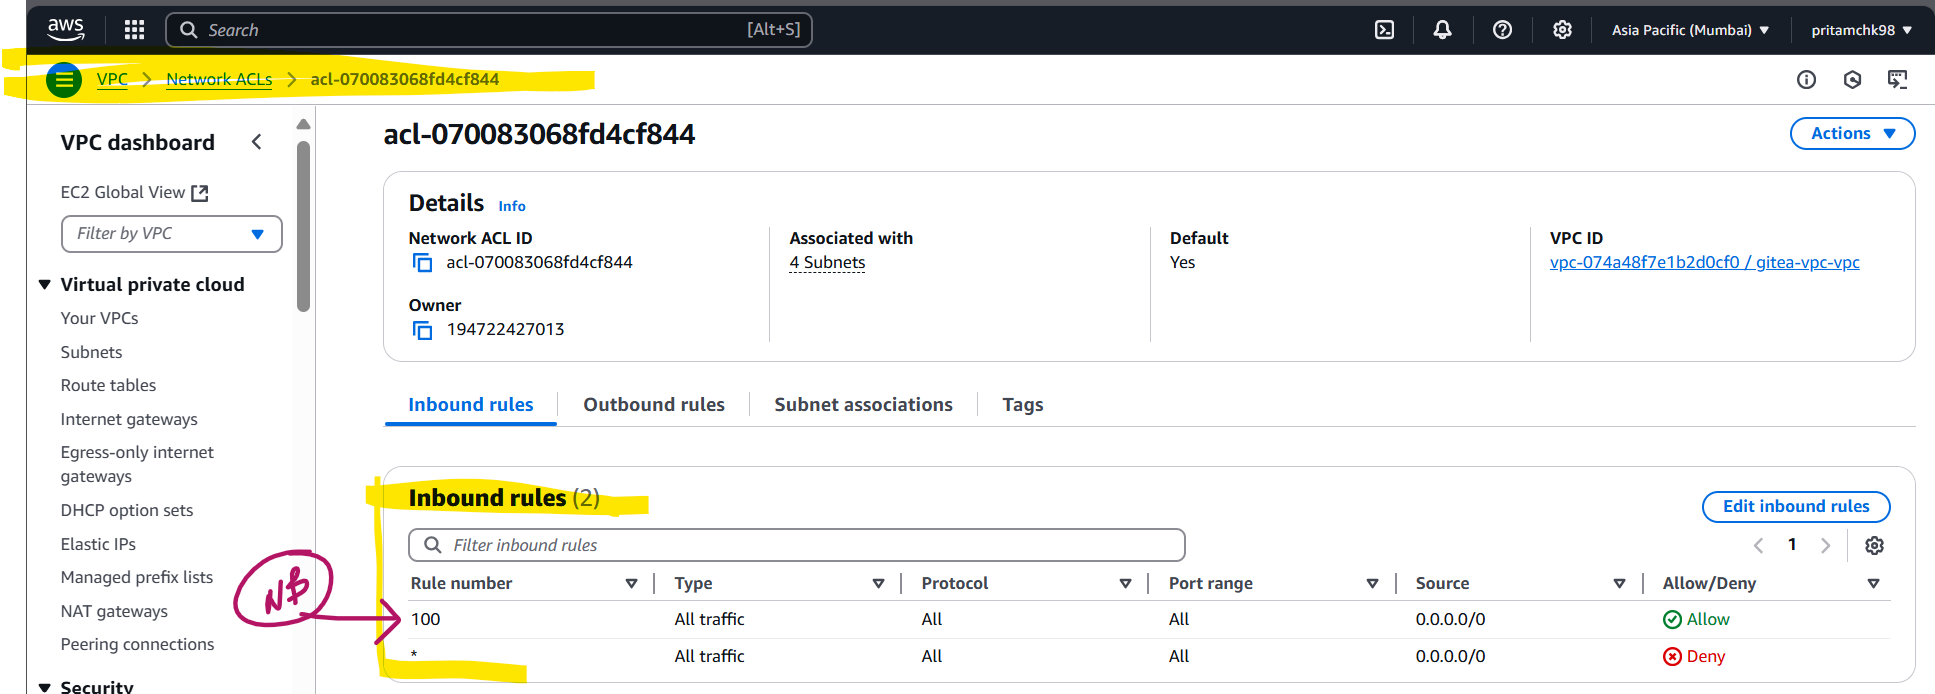 aws
Search [Alt+S]
Asia Pacific (Mumbai)
pritamchk98
VPC > Network ACLs > acl-070083068fd4cf844
VPC dashboard
EC2 Global View
Filter by VPC
Virtual private cloud
Your VPCs
Subnets
Route tables
Internet gateways
Egress-only internet
gateways
DHCP option sets
Elastic IPs
Managed prefix lists
NAT gateways
Peering connections
Security
NB
acl-070083068fd4cf844
Actions
Details Info
Network ACL ID
acl-070083068fd4cf844
Associated with
4 Subnets
Default
Yes
VPC ID
vpc-074a48f7e1b2d0cf0 / gitea-vpc-vpc
Owner
194722427013
Inbound rules Outbound rules Subnet associations Tags
Inbound rules (2)
Edit inbound rules
Filter inbound rules
1
Rule number Type Protocol Port range Source Allow/Deny
100 All traffic All All 0.0.0.0/0 Allow
* All traffic All All 0.0.0.0/0 Deny